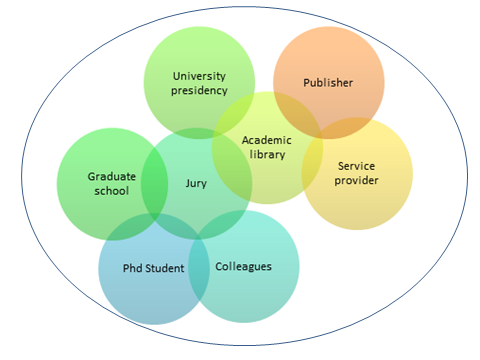 University
presidency
Publisher
Academic
library
Service
provider
Graduate
school
Jury
Phd Student
Colleagues